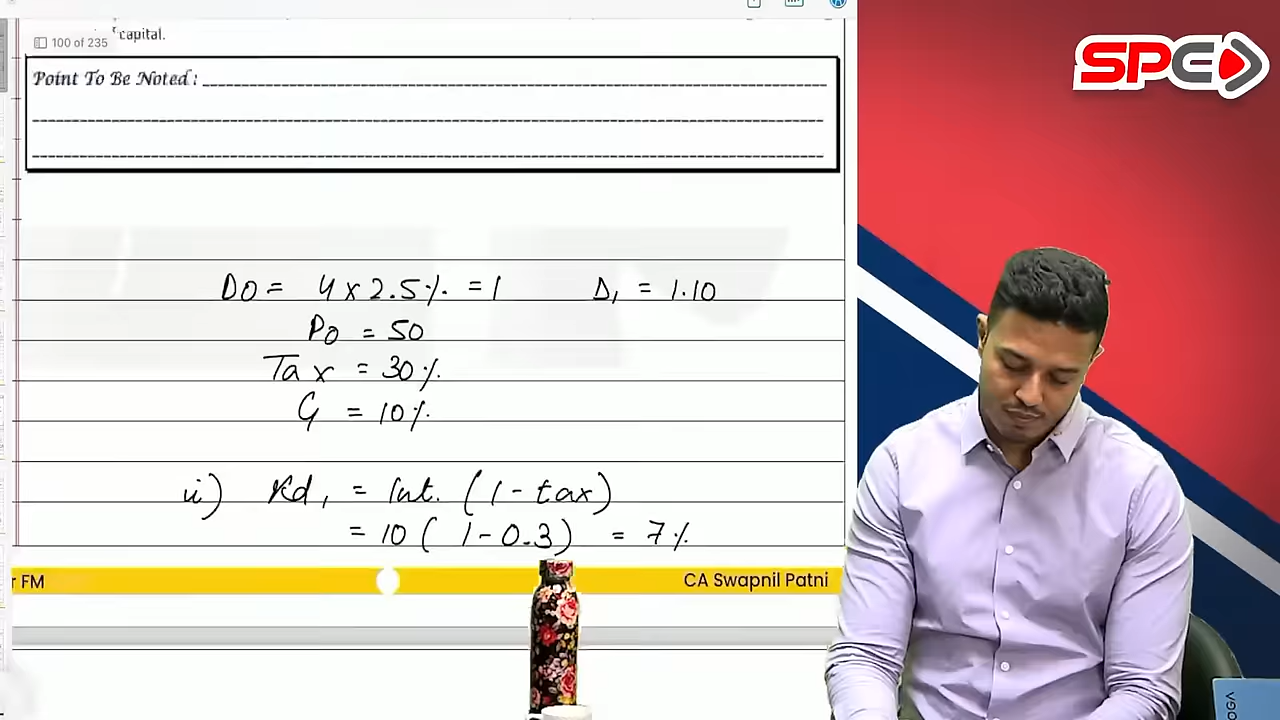 capital.
100 of 235
Point To Be Noted :
D0 = 4 x 2.5% = 1 D1 = 1.10
P0 = 50
Tax = 30%
G = 10%
ii) Kd1 = Int. (1 - tax)
= 10 ( 1 - 0.3) = 7%
FM
CA Swapnil Patni
SPC